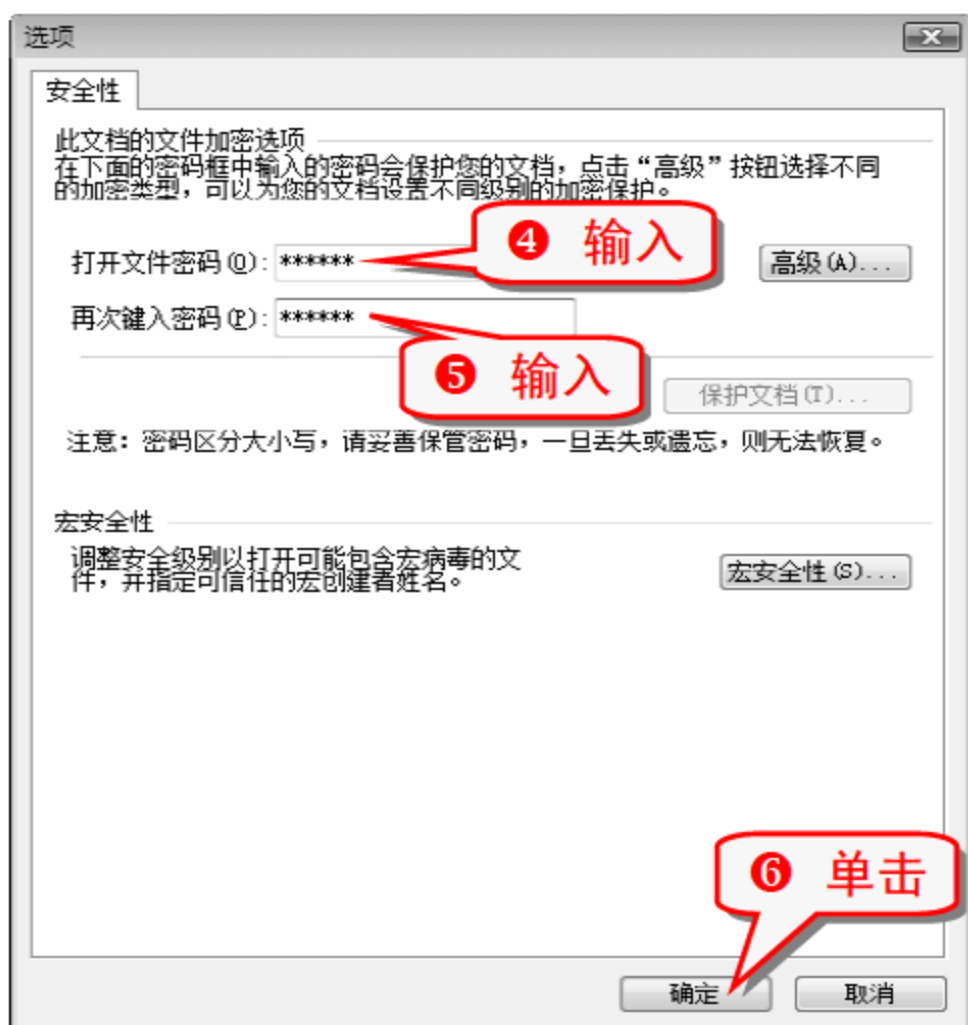 选项
安全性
此文档的文件加密选项
在下面的密码框中输入的密码会保护您的文档，点击“高级”按钮选择不同
的加密类型，可以为您的文档设置不同级别的加密保护。
❹ 输入
打开文件密码(O): ******
高级(A)...
再次键入密码(P): ******
❺ 输入
保护文档(T)...
注意：密码区分大小写，请妥善保管密码，一旦丢失或遗忘，则无法恢复。
宏安全性
调整安全级别以打开可能包含宏病毒的文
件，并指定可信任的宏创建者姓名。
宏安全性(S)...
❻ 单击
确定
取消